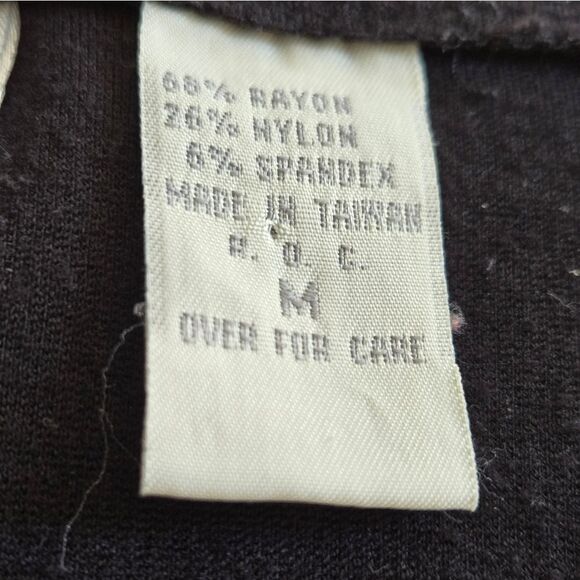 68% RAYON
26% NYLON
6% SPANDEX
MADE IN TAIWAN
R. O. C.
M
OVER FOR CARE